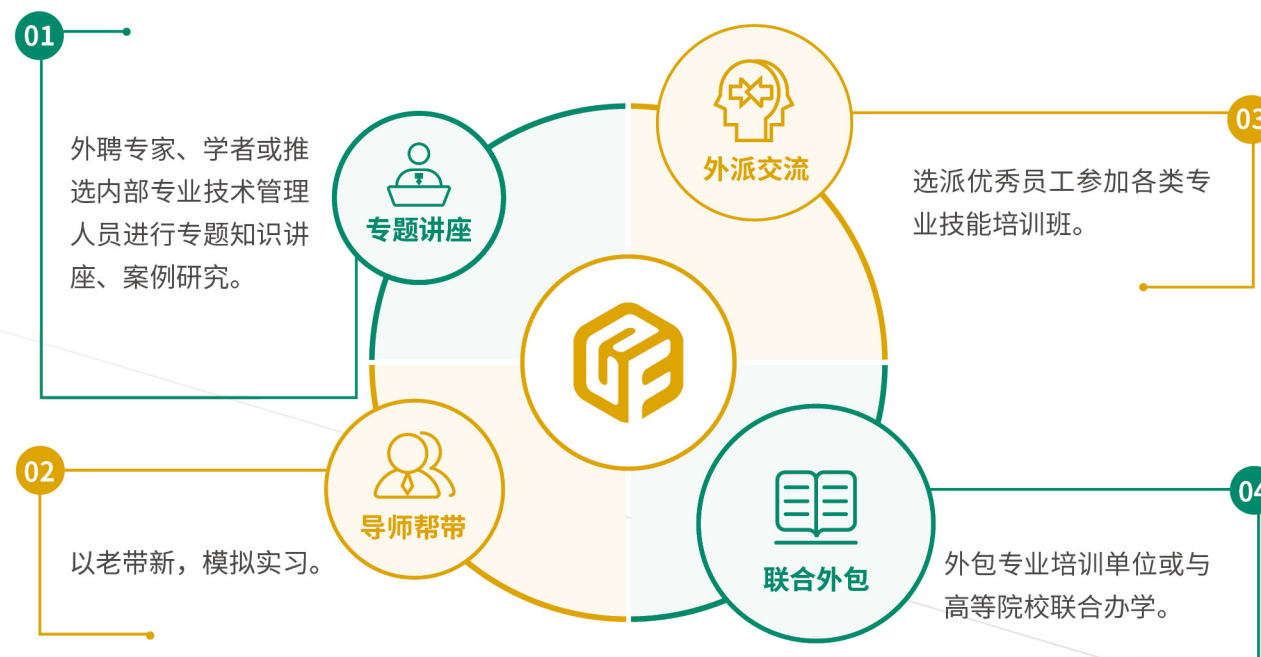 01
专题讲座
外聘专家、学者或推
选内部专业技术管理
人员进行专题知识讲
座、案例研究。
02
导师帮带
以老带新，模拟实习。
03
外派交流
选派优秀员工参加各类专
业技能培训班。
04
联合外包
外包专业培训单位或与
高等院校联合办学。